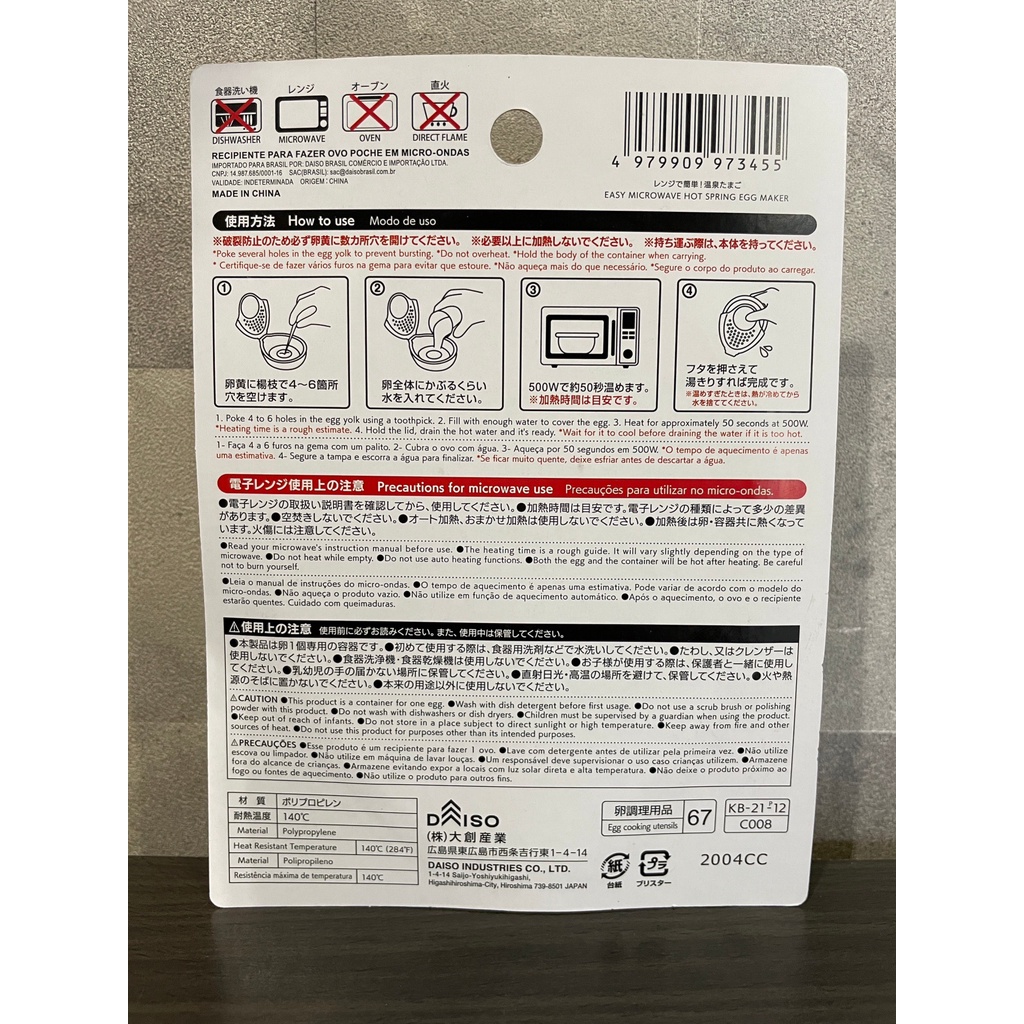 食器洗い機
レンジ
オーブン
直火
DISHWASHER
MICROWAVE
OVEN
DIRECT FLAME
RECIPIENTE PARA FAZER OVO POCHE EM MICRO-ONDAS
IMPORTADO PARA BRASIL POR: DAISO BRASIL COMÉRCIO E IMPORTAÇÃO LTDA.
CNPJ: 14.987.685/0001-16 SAC(BRASIL): sac@daisobrasil.com.br
VALIDADE: INDETERMINADA ORIGEM: CHINA
MADE IN CHINA
4 979909 973455
レンジで簡単!温泉たまご
EASY MICROWAVE HOT SPRING EGG MAKER
使用方法 How to use Modo de uso
※破裂防止のため必ず卵黄に数カ所穴を開けてください。 ※必要以上に加熱しないでください。 ※持ち運ぶ際は、本体を持ってください。
*Poke several holes in the egg yolk to prevent bursting. *Do not overheat. *Hold the body of the container when carrying.
* Certifique-se de fazer vários furos na gema para evitar que estoure. *Não aqueça mais do que necessário. *Segure o corpo do produto ao carregar.
①
卵黄に楊枝で4〜6箇所
穴を空けます。
②
卵全体にかぶるくらい
水を入れてください。
③
500Wで約50秒温めます。
※加熱時間は目安です。
④
フタを押さえて
湯きりすれば完成です。
※温めすぎたときは、熱が冷めてから
水を捨ててください。
1. Poke 4 to 6 holes in the egg yolk using a toothpick. 2. Fill with enough water to cover the egg. 3. Heat for approximately 50 seconds at 500W.
*Heating time is a rough estimate. 4. Hold the lid, drain the hot water and it's ready. *Wait for it to cool before draining the water if it is too hot.
1- Faça 4 a 6 furos na gema com um palito. 2- Cubra o ovo com água. 3- Aqueça por 50 segundos em 500W. *O tempo de aquecimento é apenas
uma estimativa. 4- Segure a tampa e escorra a água para finalizar. *Se ficar muito quente, deixe esfriar antes de descartar a água.
電子レンジ使用上の注意 Precautions for microwave use Precauções para utilizar no micro-ondas.
●電子レンジの取扱い説明書を確認してから、使用してください。●加熱時間は目安です。電子レンジの種類によって多少の差異
があります。●空焚きしないでください。●オート加熱、おまかせ加熱は使用しないでください。●加熱後は卵・容器共に熱くなって
います。火傷には注意してください。
●Read your microwave's instruction manual before use. ●The heating time is a rough guide. It will vary slightly depending on the type of
microwave. ●Do not heat while empty. ●Do not use auto heating functions. ●Both the egg and the container will be hot after heating. Be careful
not to burn yourself.
●Leia o manual de instruções do micro-ondas. ●O tempo de aquecimento é apenas uma estimativa. Pode variar de acordo com o modelo do
micro-ondas. ●Não aqueça o produto vazio. ●Não utilize em função de aquecimento automático. ●Após o aquecimento, o ovo e o recipiente
estarão quentes. Cuidado com queimaduras.
⚠使用上の注意 使用前に必ずお読みください。また、使用中は保管してください。
●本製品は卵1個専用の容器です。●初めて使用する際は、食器用洗剤などで水洗いしてください。●たわし、又はクレンザーは
使用しないでください。●食器洗浄機・食器乾燥機は使用しないでください。●お子様が使用する際は、保護者と一緒に使用し
てください。●乳幼児の手の届かない場所に保管してください。●直射日光・高温の場所を避けて、保管してください。●火や熱
源のそばに置かないでください。●本来の用途以外に使用しないでください。
⚠CAUTION ●This product is a container for one egg. ●Wash with dish detergent before first usage. ●Do not use a scrub brush or polishing
powder with this product. ●Do not wash with dishwashers or dish dryers. ●Children must be supervised by a guardian when using the product.
●Keep out of reach of infants. ●Do not store in a place subject to direct sunlight or high temperature. ●Keep away from fire and other
sources of heat. ●Do not use this product for purposes other than its intended purposes.
⚠PRECAUÇÕES ●Esse produto é um recipiente para fazer 1 ovo. ●Lave com detergente antes de utilizar pela primeira vez. ●Não utilize
escova ou limpador. ●Não utilize em máquina de lavar louças. ●Um responsável deve supervisionar o uso caso crianças utilizem. ●Armazene
fora do alcance de crianças. ●Armazene evitando expor a locais com luz solar direta e alta temperatura. ●Não deixe o produto próximo ao
fogo ou fontes de aquecimento. ●Não utilize o produto para outros fins.
材質 ポリプロピレン
耐熱温度 140℃
Material Polypropylene
Heat Resistant Temperature 140℃ (284℉)
Material Polipropileno
Resistência máxima de temperatura 140℃
DAISO
(株)大創産業
広島県東広島市西条吉行東1-4-14
DAISO INDUSTRIES CO., LTD.
1-4-14 Saijo-Yoshiyukihigashi,
Higashihiroshima-City, Hiroshima 739-8501 JAPAN
卵調理用品
Egg cooking utensils
67
KB-21-#12
C008
紙
台紙
プラ
ブリスター
2004CC